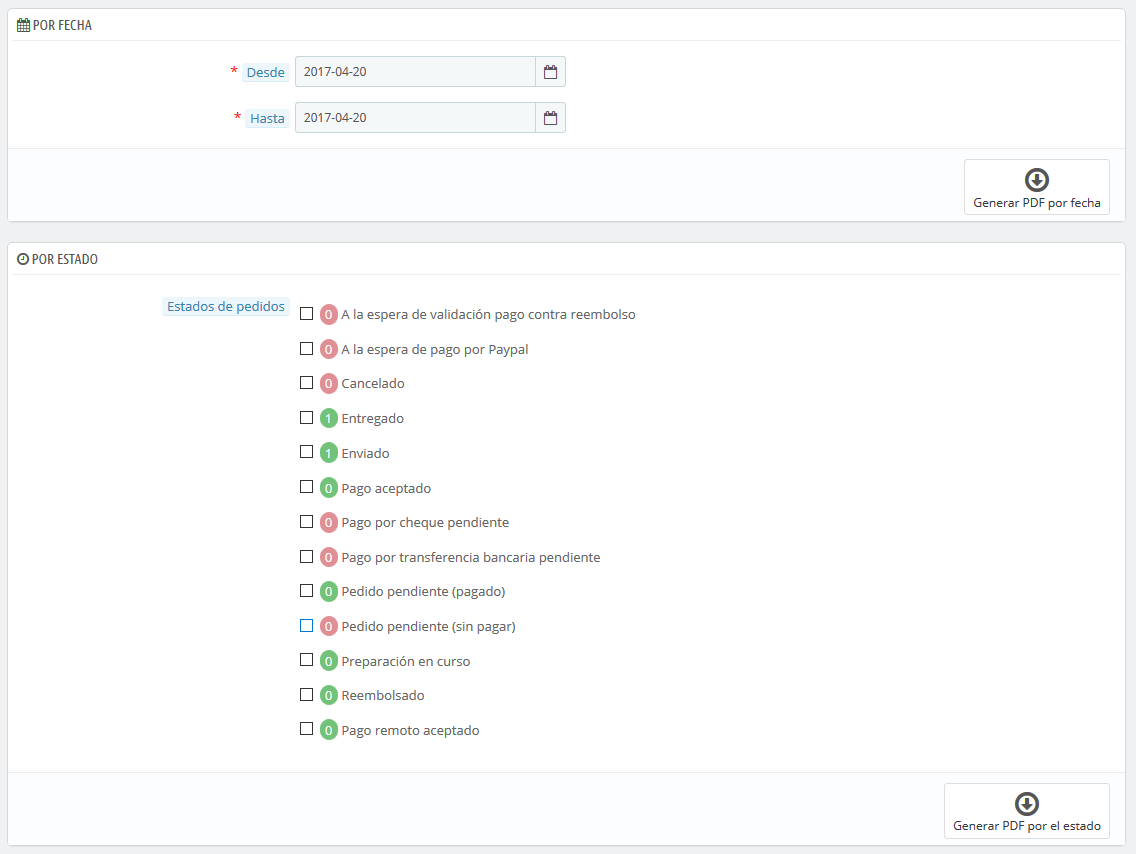 POR FECHA
* Desde 2017-04-20
* Hasta 2017-04-20
Generar PDF por fecha
POR ESTADO
Estados de pedidos
0 A la espera de validación pago contra reembolso
0 A la espera de pago por Paypal
0 Cancelado
1 Entregado
1 Enviado
0 Pago aceptado
0 Pago por cheque pendiente
0 Pago por transferencia bancaria pendiente
0 Pedido pendiente (pagado)
0 Pedido pendiente (sin pagar)
0 Preparación en curso
0 Reembolsado
0 Pago remoto aceptado
Generar PDF por el estado